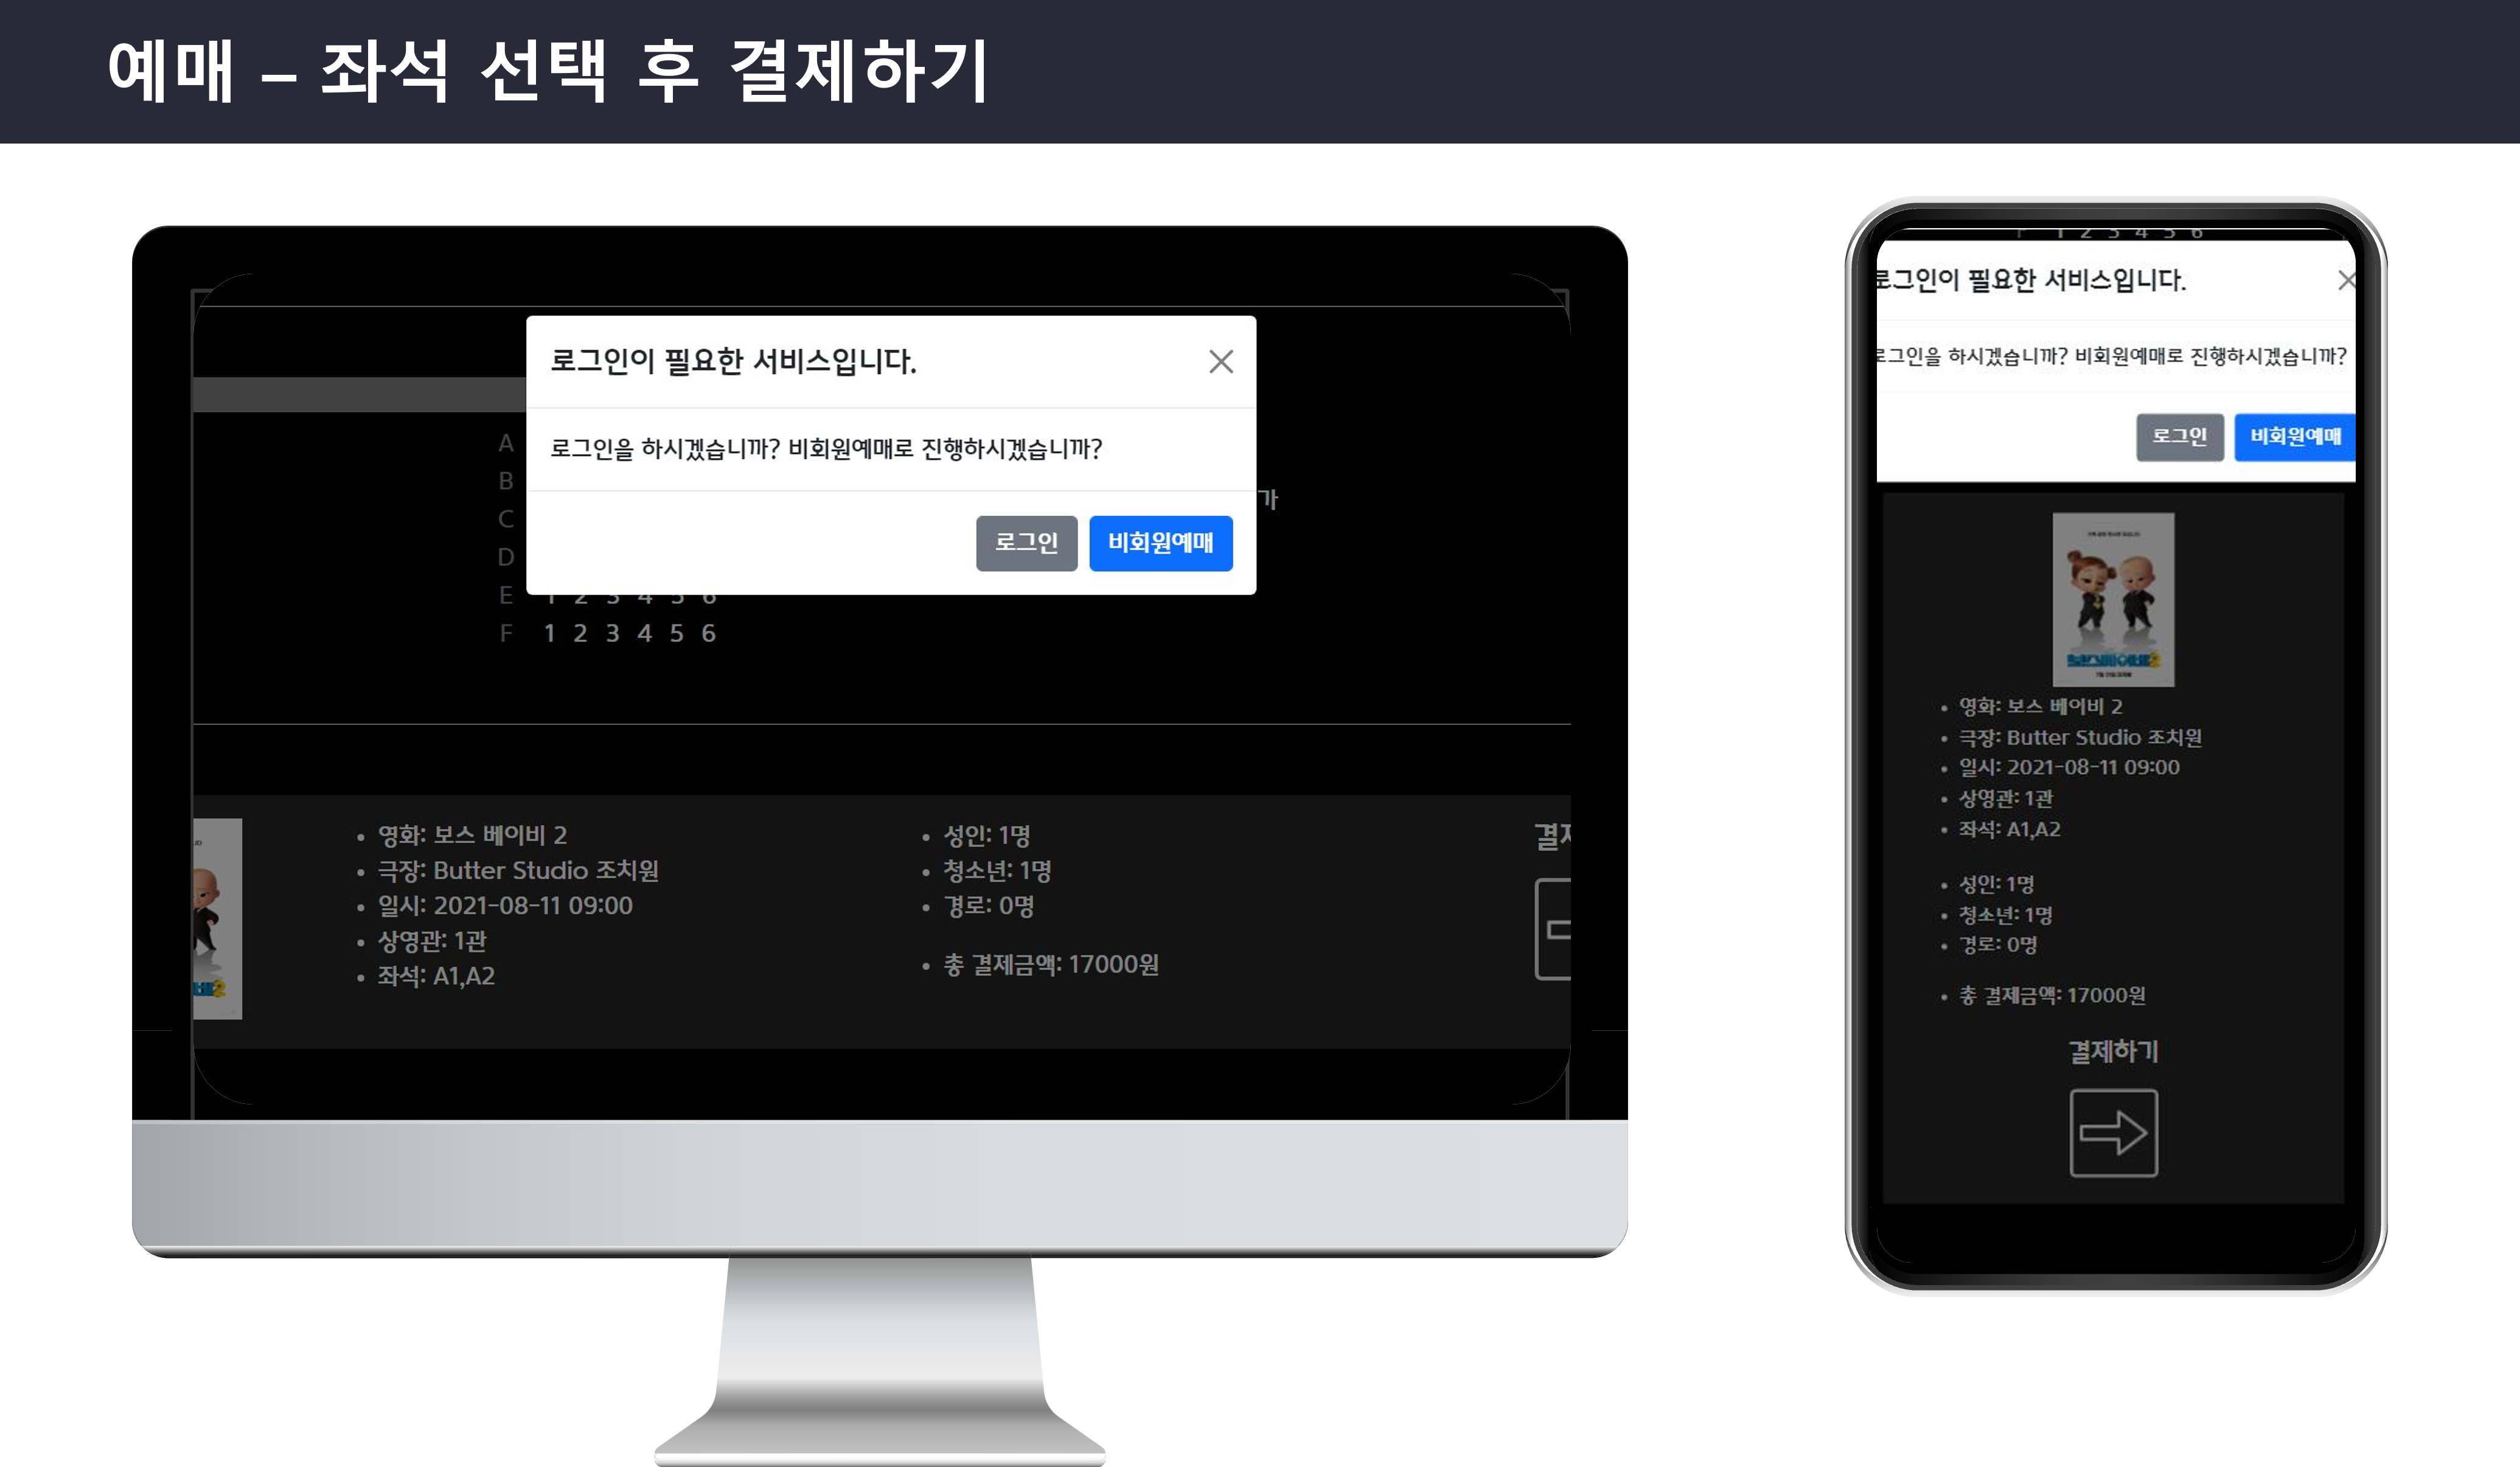 예매 – 좌석 선택 후 결제하기
로그인이 필요한 서비스입니다.
로그인을 하시겠습니까? 비회원예매로 진행하시겠습니까?
로그인 비회원예매
A
B
C
D
E 1 2 3 4 5 6
F 1 2 3 4 5 6
가
영화: 보스 베이비 2
극장: Butter Studio 조치원
일시: 2021-08-11 09:00
상영관: 1관
좌석: A1,A2
성인: 1명
청소년: 1명
경로: 0명
총 결제금액: 17000원
F 1 2 3 4 5 6
로그인이 필요한 서비스입니다.
로그인을 하시겠습니까? 비회원예매로 진행하시겠습니까?
로그인 비회원예매
보스베이비2
영화: 보스 베이비 2
극장: Butter Studio 조치원
일시: 2021-08-11 09:00
상영관: 1관
좌석: A1,A2
성인: 1명
청소년: 1명
경로: 0명
총 결제금액: 17000원
결제하기